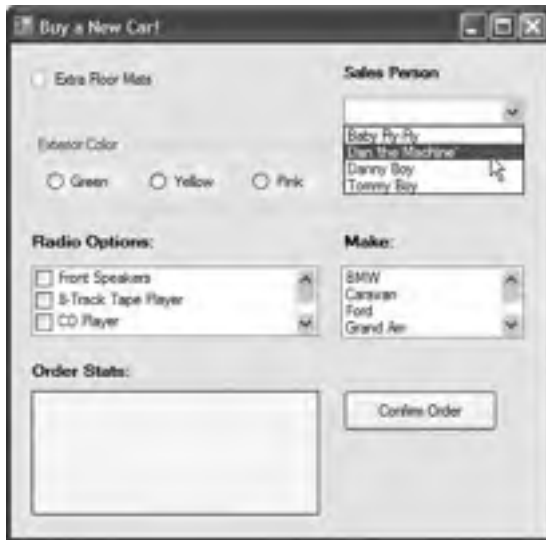 Buy a New Car!
Extra Floor Mats
Sales Person
Baby Ry-Ry
Dan 'the Machine'
Danny Boy
Tommy Boy
Exterior Color
Green
Yellow
Pink
Radio Options:
Front Speakers
8-Track Tape Player
CD Player
Make:
BMW
Caravan
Ford
Grand Am
Order Stats:
Confirm Order